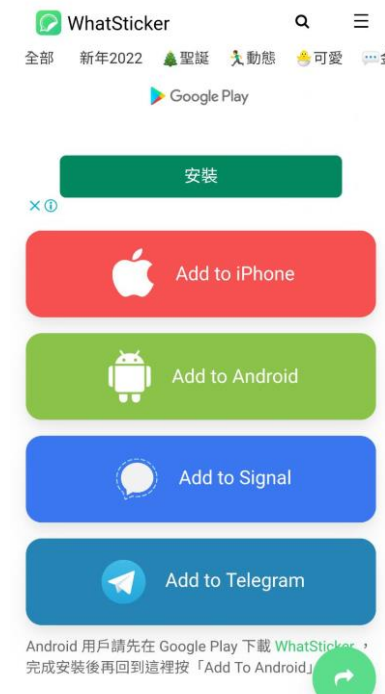 WhatSticker
全部 新年2022 🎄聖誕 🏃‍♂️動態 🐣可愛 💬
Google Play
安裝
Add to iPhone
Add to Android
Add to Signal
Add to Telegram
Android 用戶請先在 Google Play 下載 WhatSticker ，
完成安裝後再回到這裡按「Add To Android」